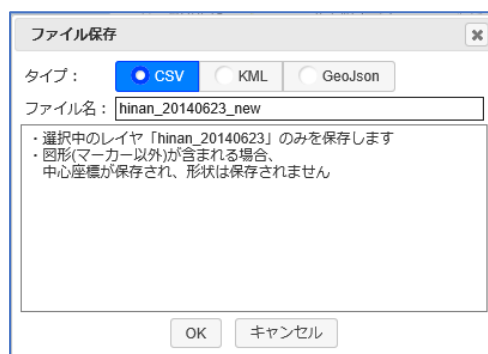 ファイル保存
タイプ： CSV KML GeoJson
ファイル名： hinan_20140623_new
・選択中のレイヤ「hinan_20140623」のみを保存します
・図形(マーカー以外)が含まれる場合、
中心座標が保存され、形状は保存されません
OK キャンセル